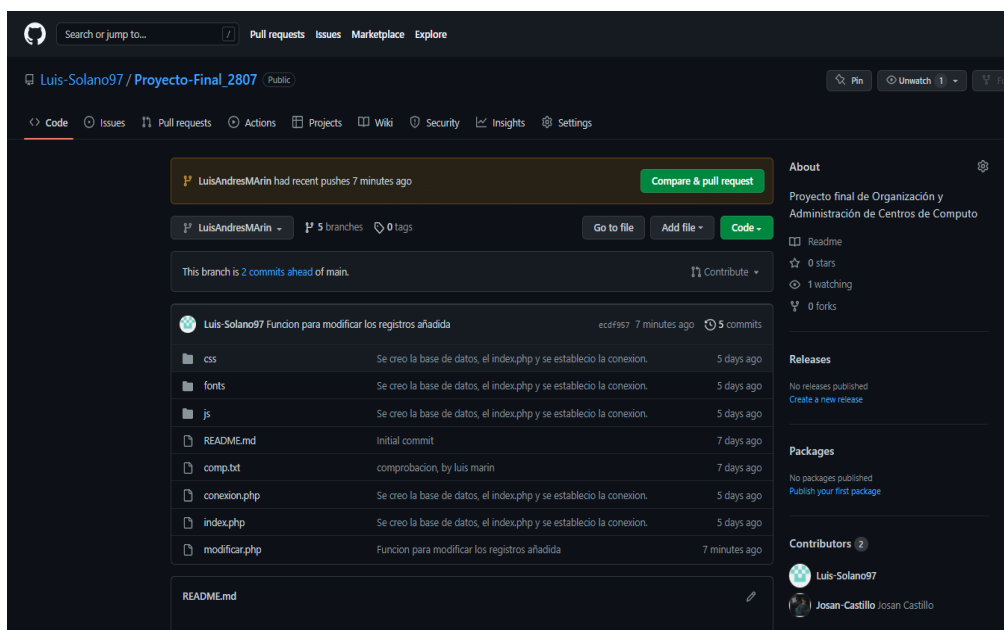 Search or jump to... / Pull requests Issues Marketplace Explore
Luis-Solano97 / Proyecto-Final_2807 Public
Pin Unwatch 1
Code Issues Pull requests Actions Projects Wiki Security Insights Settings
LuisAndresMArin had recent pushes 7 minutes ago Compare & pull request
LuisAndresMArin 5 branches 0 tags Go to file Add file Code
This branch is 2 commits ahead of main. Contribute
Luis-Solano97 Funcion para modificar los registros añadida ecdf957 7 minutes ago 5 commits
css Se creo la base de datos, el index.php y se establecio la conexion. 5 days ago
fonts Se creo la base de datos, el index.php y se establecio la conexion. 5 days ago
js Se creo la base de datos, el index.php y se establecio la conexion. 5 days ago
README.md Initial commit 7 days ago
comp.txt comprobacion, by luis marin 7 days ago
conexion.php Se creo la base de datos, el index.php y se establecio la conexion. 5 days ago
index.php Se creo la base de datos, el index.php y se establecio la conexion. 5 days ago
modificar.php Funcion para modificar los registros añadida 7 minutes ago
README.md
About
Proyecto final de Organización y
Administración de Centros de Computo
Readme
0 stars
1 watching
0 forks
Releases
No releases published
Create a new release
Packages
No packages published
Publish your first package
Contributors 2
Luis-Solano97
Josan-Castillo Josan Castillo